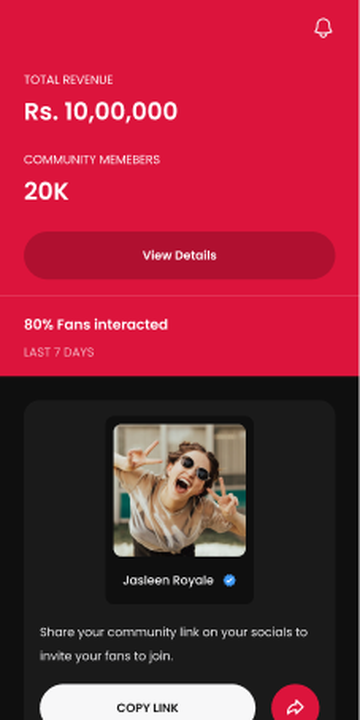 TOTAL REVENUE
Rs. 10,00,000
COMMUNITY MEMEBERS
20K
View Details
80% Fans interacted
LAST 7 DAYS
Jasleen Royale
Share your community link on your socials to
invite your fans to join.
COPY LINK